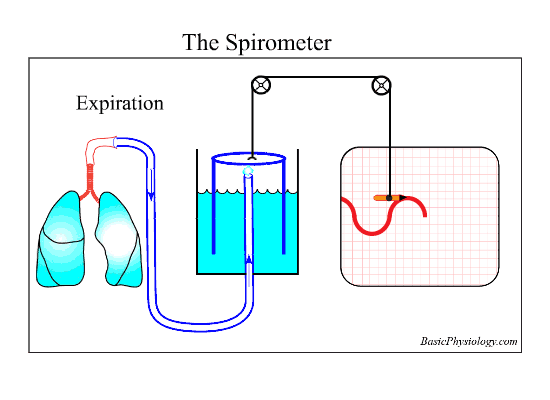 The Spirometer
Expiration
BasicPhysiology.com